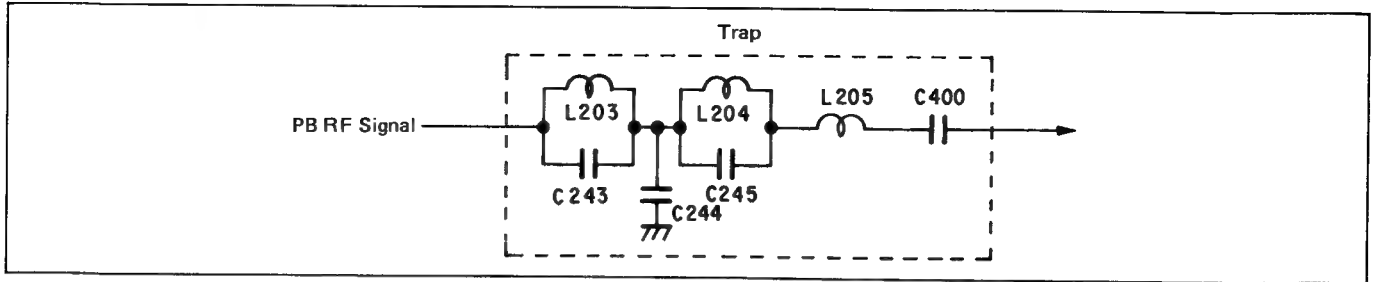 Trap
L203
L204
L205
C400
PB RF Signal
C243
C245
C244